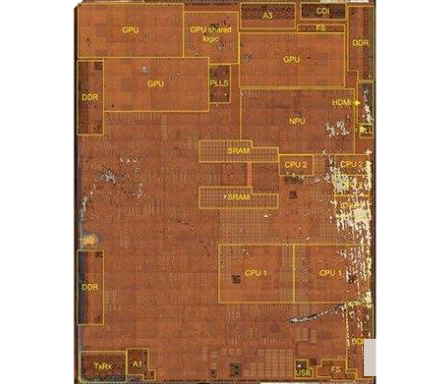 A3
CDI
GPU
GPU shared
logic
FS
DDR
GPU
GPU
PLLS
DDR
HDMI
NPU
SRAM
CPU 2
CPU 2
SRAM
CPU 1
CPU 1
DDR
TxRx
A1
USB
FS